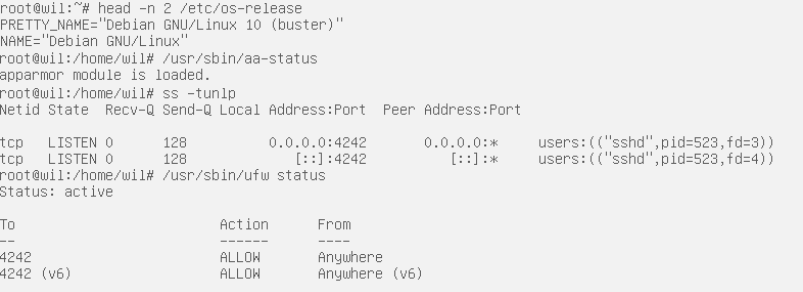 root@wil:~# head -n 2 /etc/os-release
PRETTY_NAME="Debian GNU/Linux 10 (buster)"
NAME="Debian GNU/Linux"
root@wil:/home/wil# /usr/sbin/aa-status
apparmor module is loaded.
root@wil:/home/wil# ss -tunlp
Netid State  Recv-Q Send-Q Local Address:Port  Peer Address:Port
tcp   LISTEN 0      128          0.0.0.0:4242       0.0.0.0:*     users:(("sshd",pid=523,fd=3))
tcp   LISTEN 0      128             [::]:4242          [::]:*     users:(("sshd",pid=523,fd=4))
root@wil:/home/wil# /usr/sbin/ufw status
Status: active
To                         Action      From
--                         ------      ----
4242                       ALLOW       Anywhere
4242 (v6)                  ALLOW       Anywhere (v6)